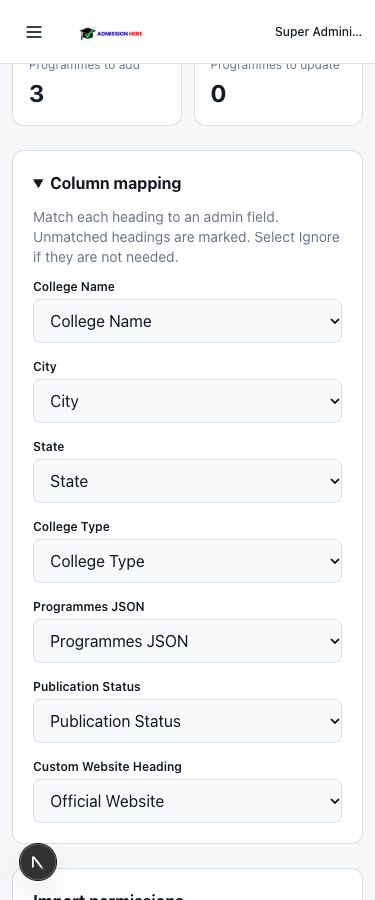 ADMISSION HERE
Super Admini...
Programmes to add
Programmes to update
3
0
▼ Column mapping
Match each heading to an admin field.
Unmatched headings are marked. Select Ignore
if they are not needed.
College Name
College Name
City
City
State
State
College Type
College Type
Programmes JSON
Programmes JSON
Publication Status
Publication Status
Custom Website Heading
Official Website
Import permissions